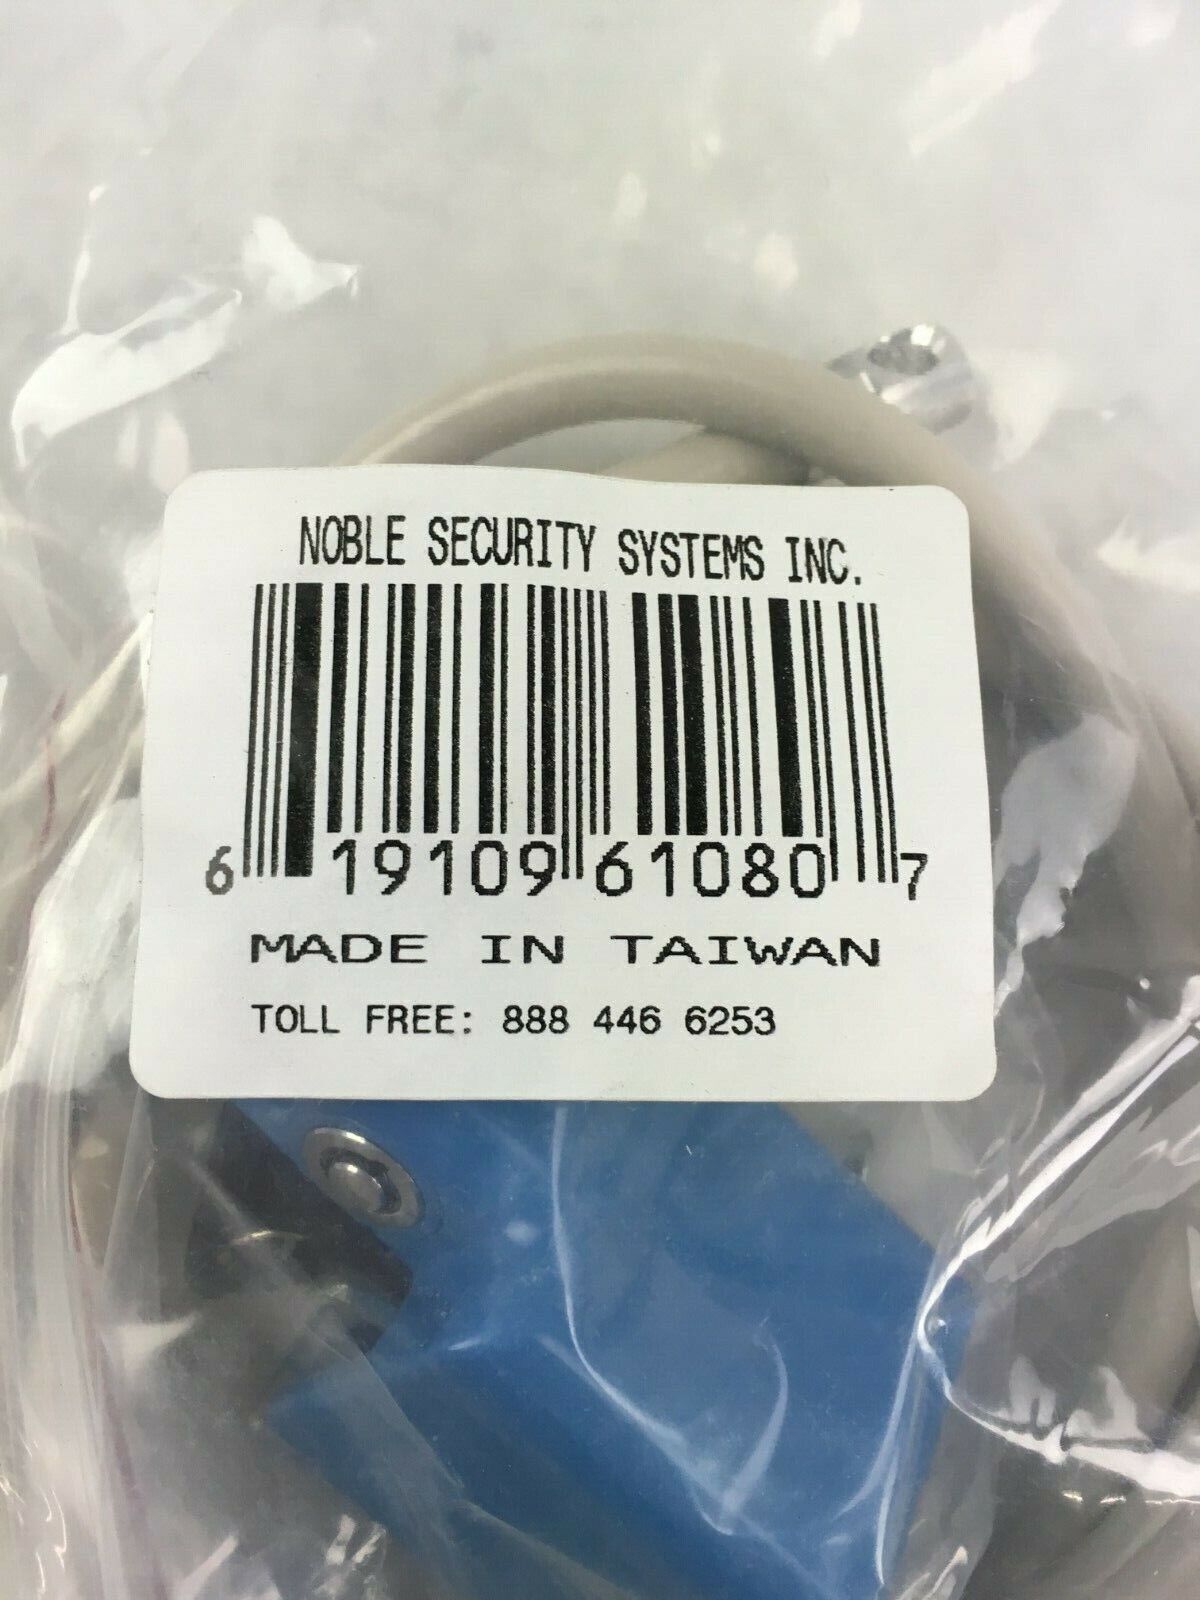 NOBLE SECURITY SYSTEMS INC.
6 19109 61080 7
MADE IN TAIWAN
TOLL FREE: 888 446 6253